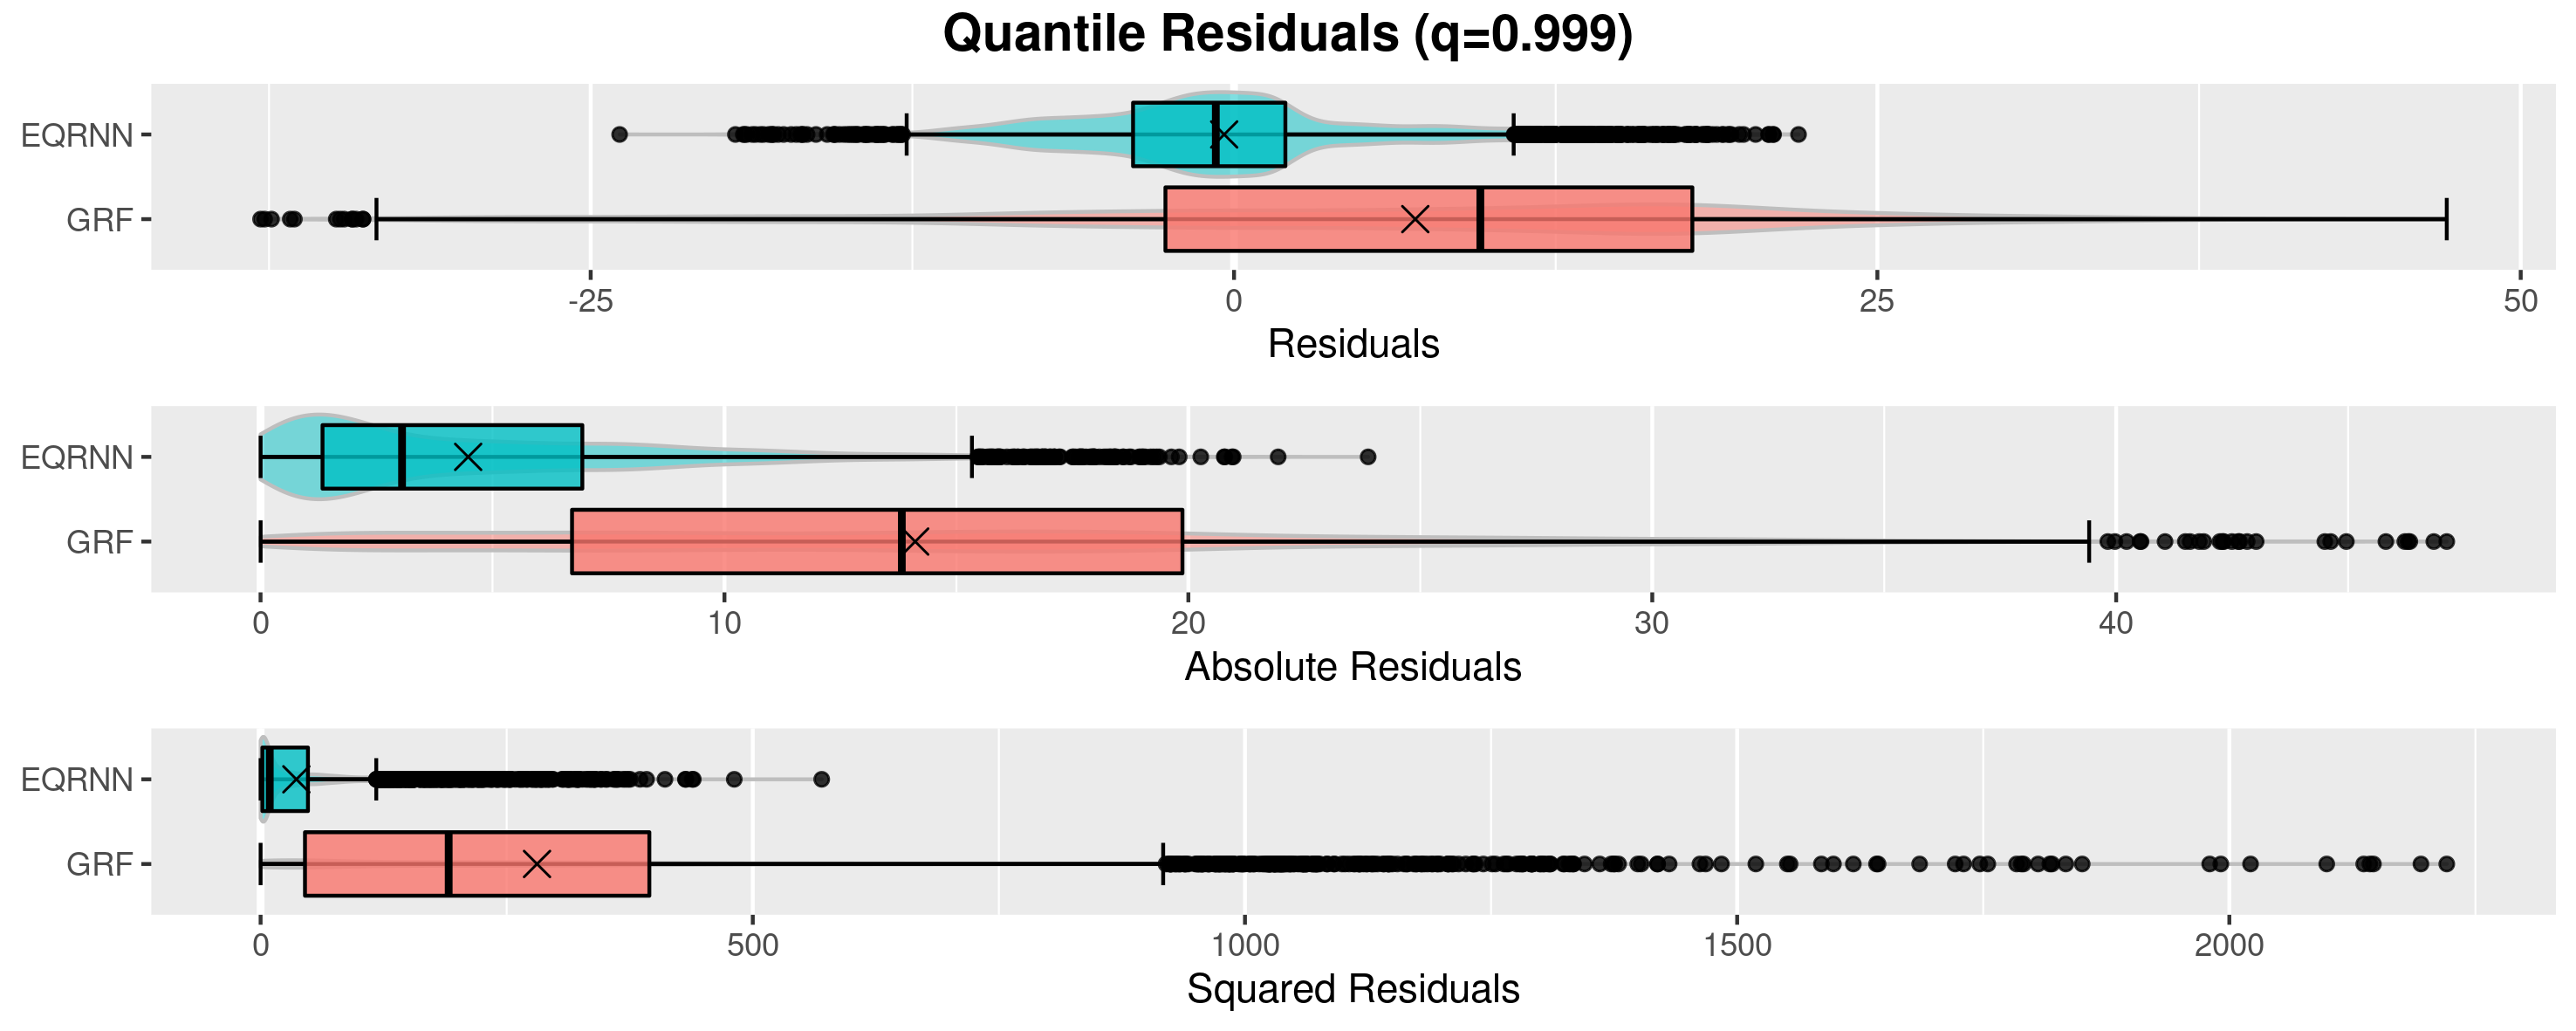 Quantile Residuals (q=0.999)
EQRNN
GRF
-25 0 25 50
Residuals
EQRNN
GRF
0 10 20 30 40
Absolute Residuals
EQRNN
GRF
0 500 1000 1500 2000
Squared Residuals